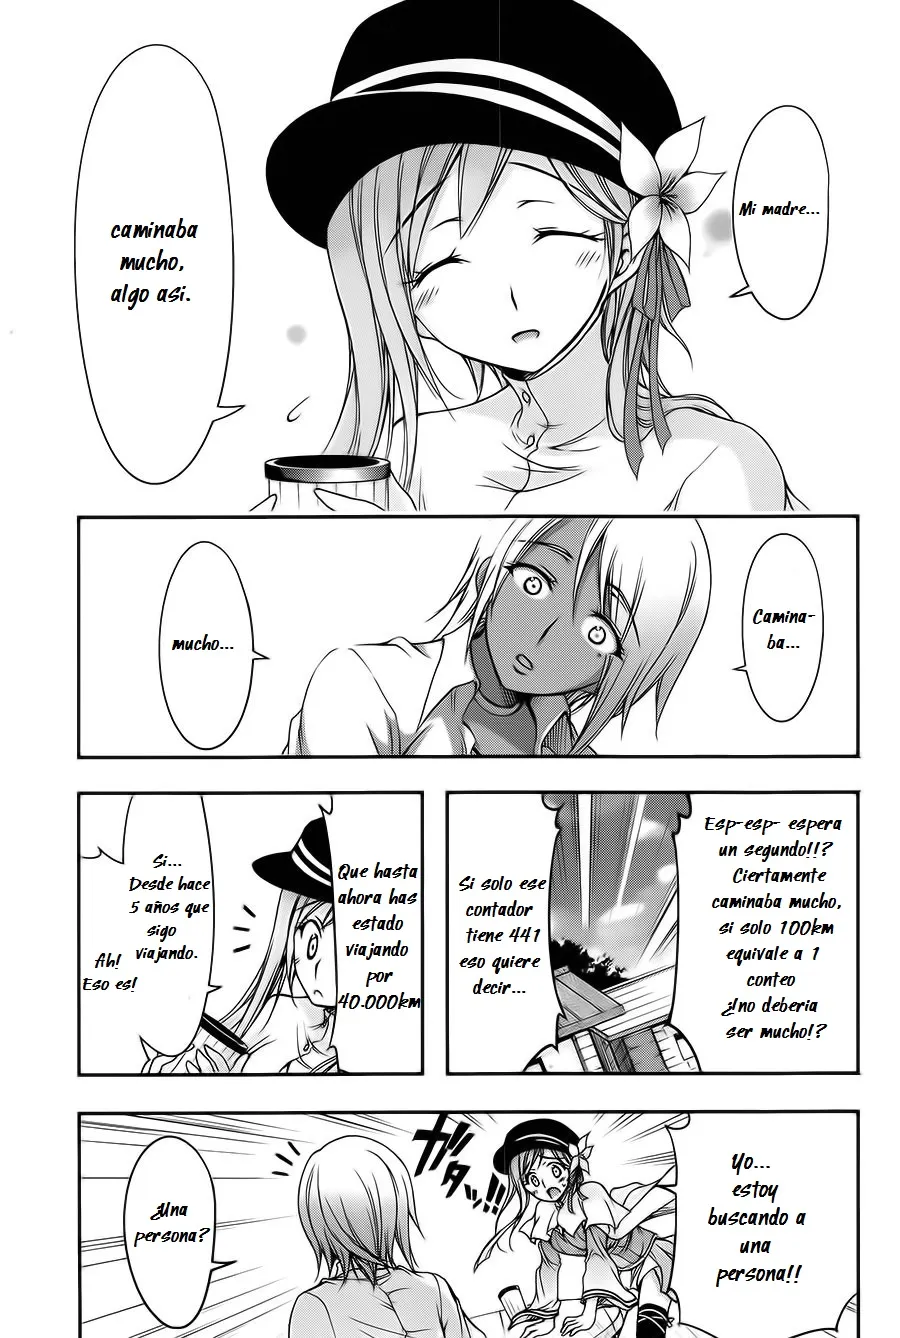 Mi madre...
caminaba
mucho,
algo asi.
Camina-
ba...
mucho...
Esp-esp- espera
un segundo!!?
Ciertamente
caminaba mucho,
si solo 100km
equivale a 1
conteo
¿!no deberia
ser mucho!?
Si solo ese
contador
tiene 441
eso quiere
decir...
Que hasta
ahora has
estado
viajando
por
40.000km
Si...
Desde hace
5 años que
sigo
viajando.
Ah!
Eso es!
Yo...
estoy
buscando a
una
persona!!
ガタッ!!
¿Una
persona?